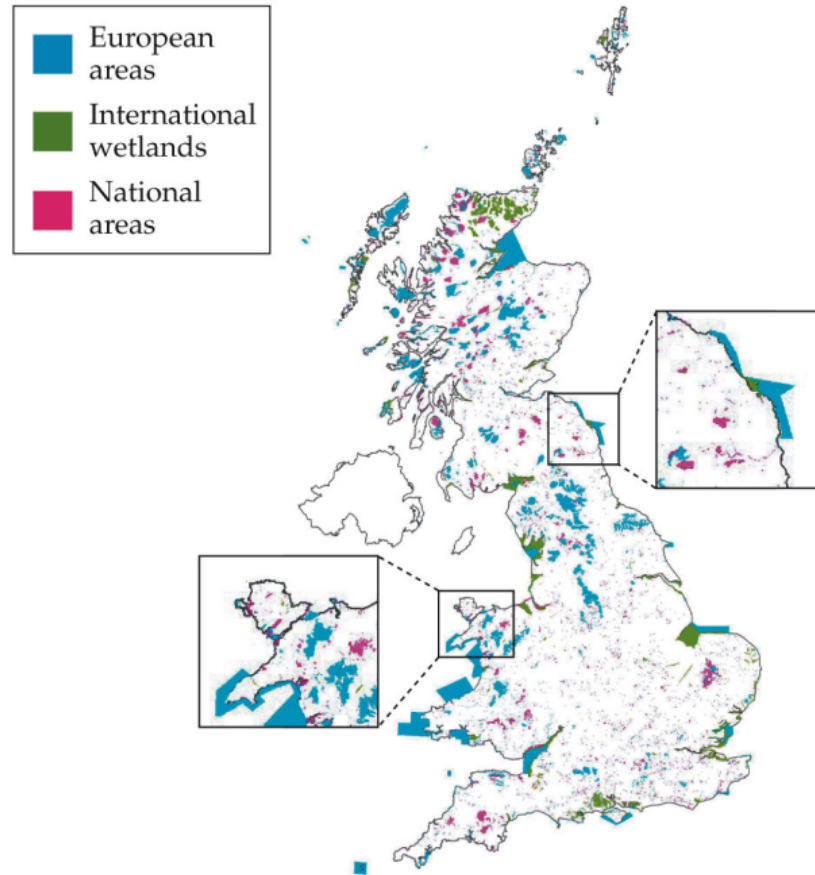 European
areas
International
wetlands
National
areas